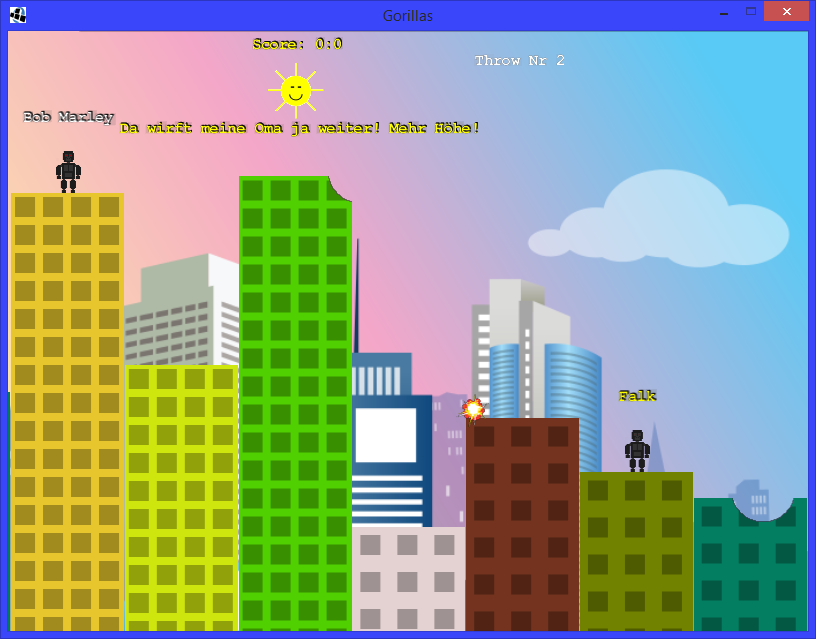 Gorillas
Score: 0:0
Throw Nr 2
Bob Marley
Da wirft meine Oma ja weiter! Mehr Höhe!
Falk